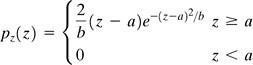 p_z(z) = { 2/b (z − a)e^{−(z−a)^2/b} z ≥ a
0 z < a